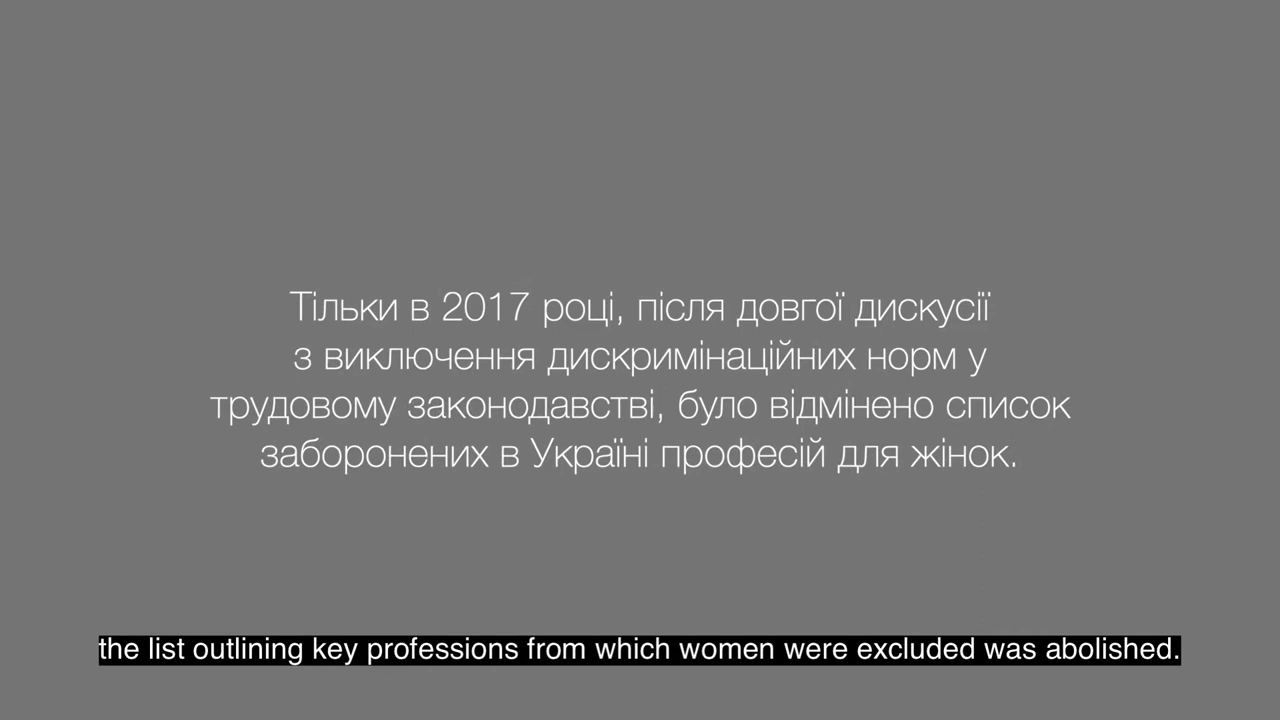 Тільки в 2017 році, після довгої дискусії
з виключення дискримінаційних норм у
трудовому законодавстві, було відмінено список
заборонених в Україні професій для жінок.
the list outlining key professions from which women were excluded was abolished.